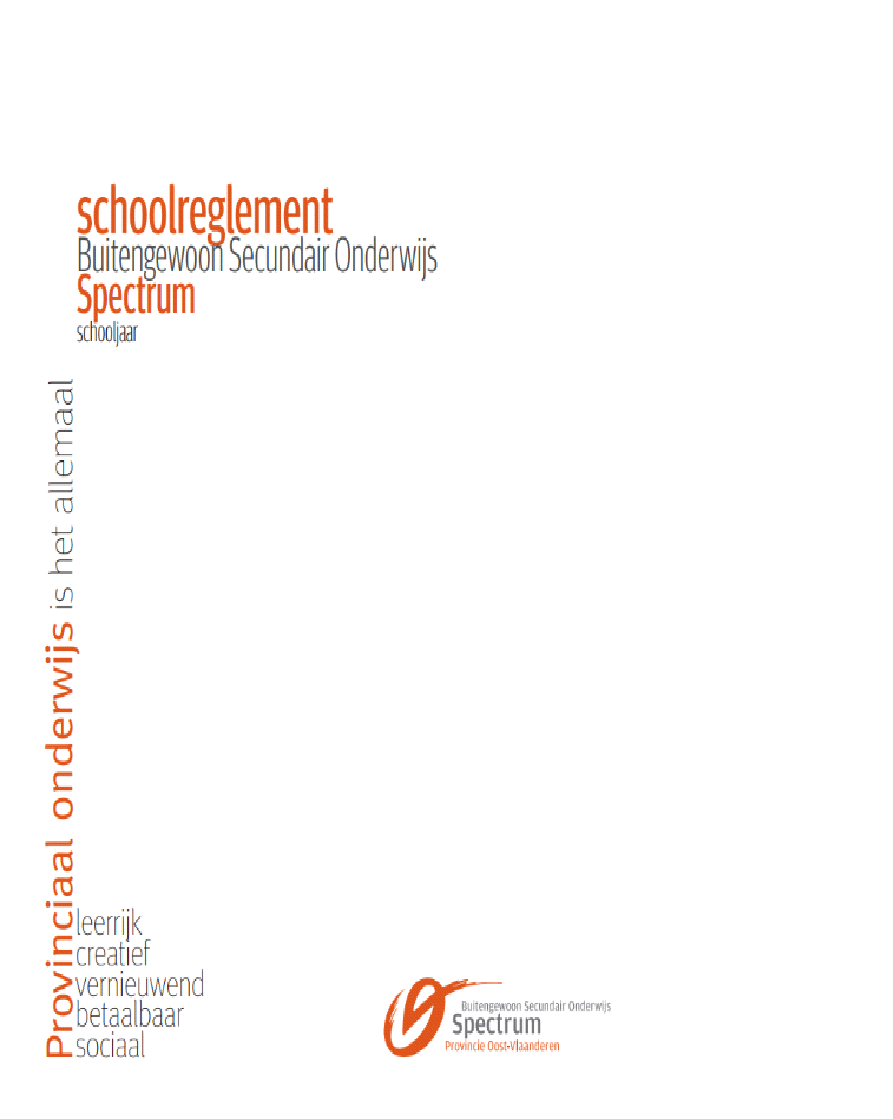 schoolreglement
Buitengewoon Secundair Onderwijs
Spectrum
schooljaar
Provinciaal onderwijs is het allemaal
leerrijk
creatief
vernieuwend
betaalbaar
sociaal
Buitengewoon Secundair Onderwijs
Spectrum
Provincie Oost-Vlaanderen